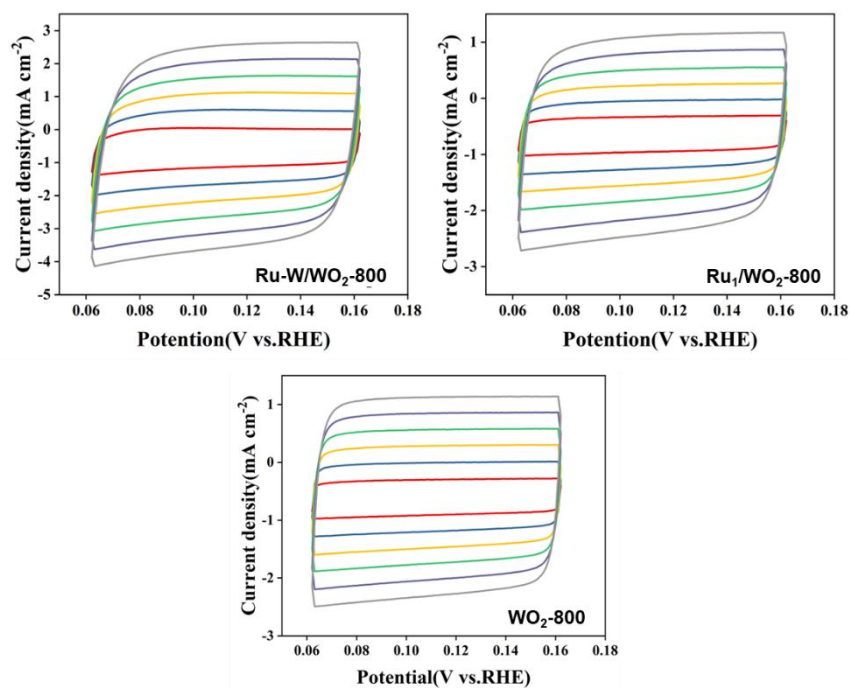 Current density(mA cm⁻²)
3
2
1
0
-1
-2
-3
-4
-5
0.06 0.08 0.10 0.12 0.14 0.16 0.18
Potention(V vs.RHE)
Ru-W/WO₂-800
Current density(mA cm⁻²)
1
0
-1
-2
-3
0.06 0.08 0.10 0.12 0.14 0.16 0.18
Potention(V vs.RHE)
Ru₁/WO₂-800
Current density(mA cm⁻²)
1
0
-1
-2
-3
0.06 0.08 0.10 0.12 0.14 0.16 0.18
Potential(V vs.RHE)
WO₂-800